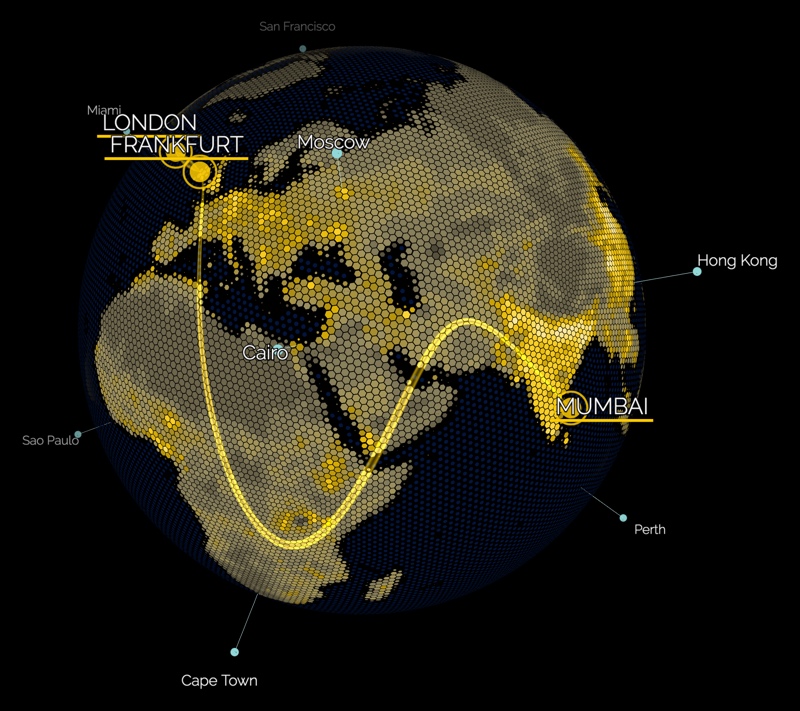 San Francisco
Miami
LONDON
FRANKFURT
Moscow
Hong Kong
Cairo
MUMBAI
Sao Paulo
Perth
Cape Town